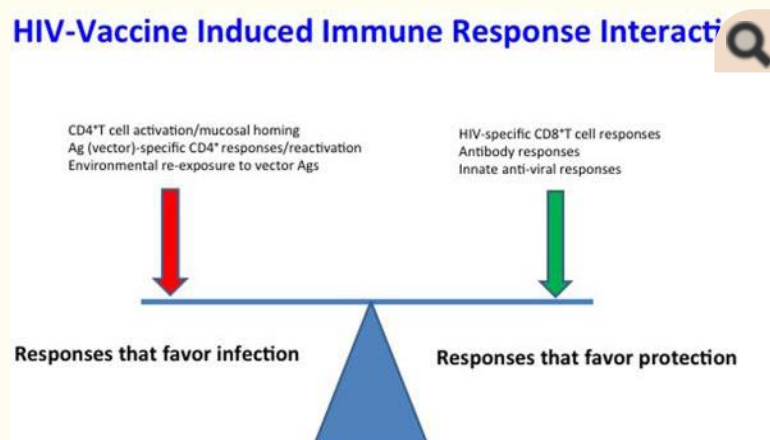 HIV-Vaccine Induced Immune Response
CD4⁺T cell activation/mucosal homing
Ag (vector)-specific CD4⁺ responses/reactivation
Environmental re-exposure to vector Ags
HIV-specific CD8⁺T cell responses
Antibody responses
Innate anti-viral responses
Responses that favor infection
Responses that favor protection